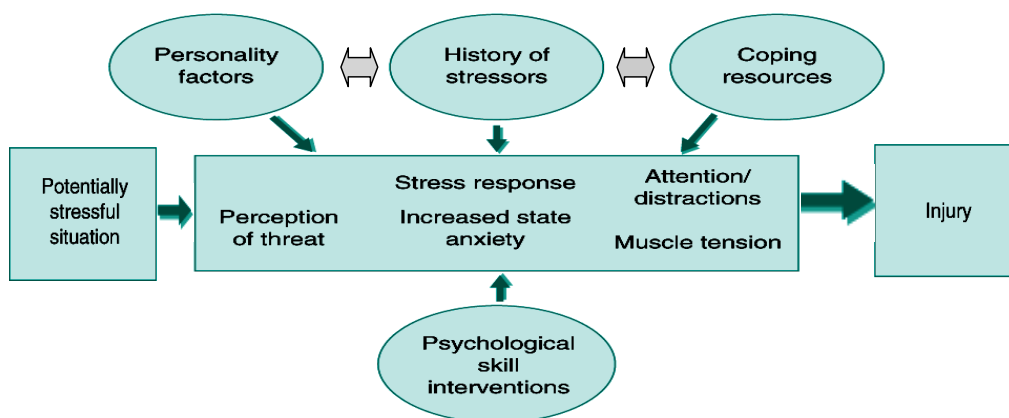 Personality
factors
History of
stressors
Coping
resources
Potentially
stressful
situation
Perception
of threat
Stress response
Increased state
anxiety
Attention/
distractions
Muscle tension
Injury
Psychological
skill
interventions